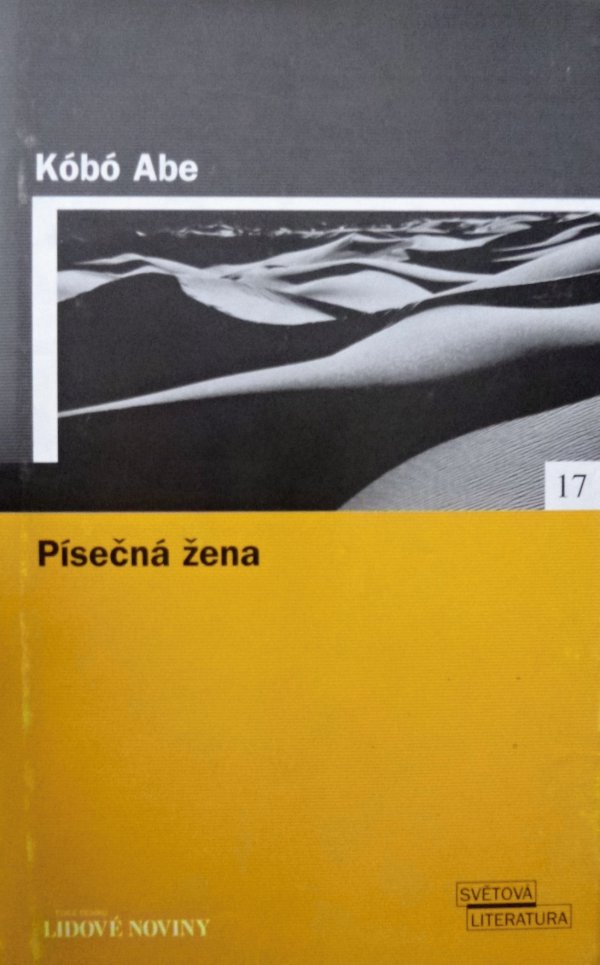 Kóbó Abe
17
Písečná žena
LIDOVÉ NOVINY
SVĚTOVÁ
LITERATURA